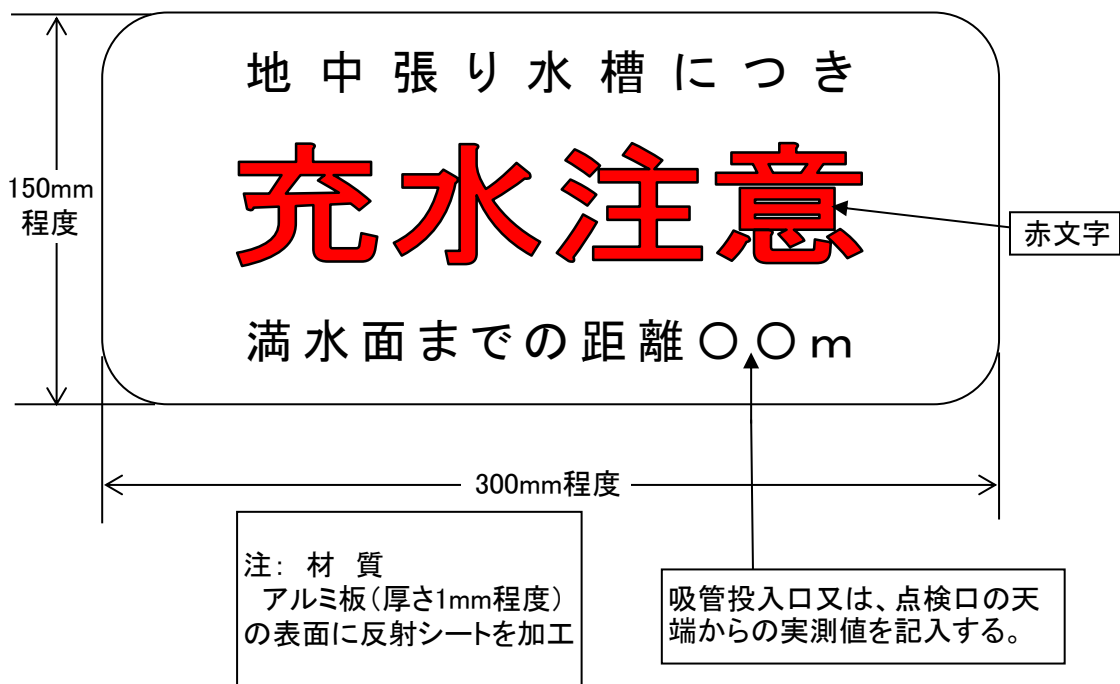 地中張り水槽につき
充水注意
満水面までの距離〇〇m
150mm
程度
赤文字
300mm程度
注: 材 質
アルミ板(厚さ1mm程度)
の表面に反射シートを加工
吸管投入口又は、点検口の天
端からの実測値を記入する。